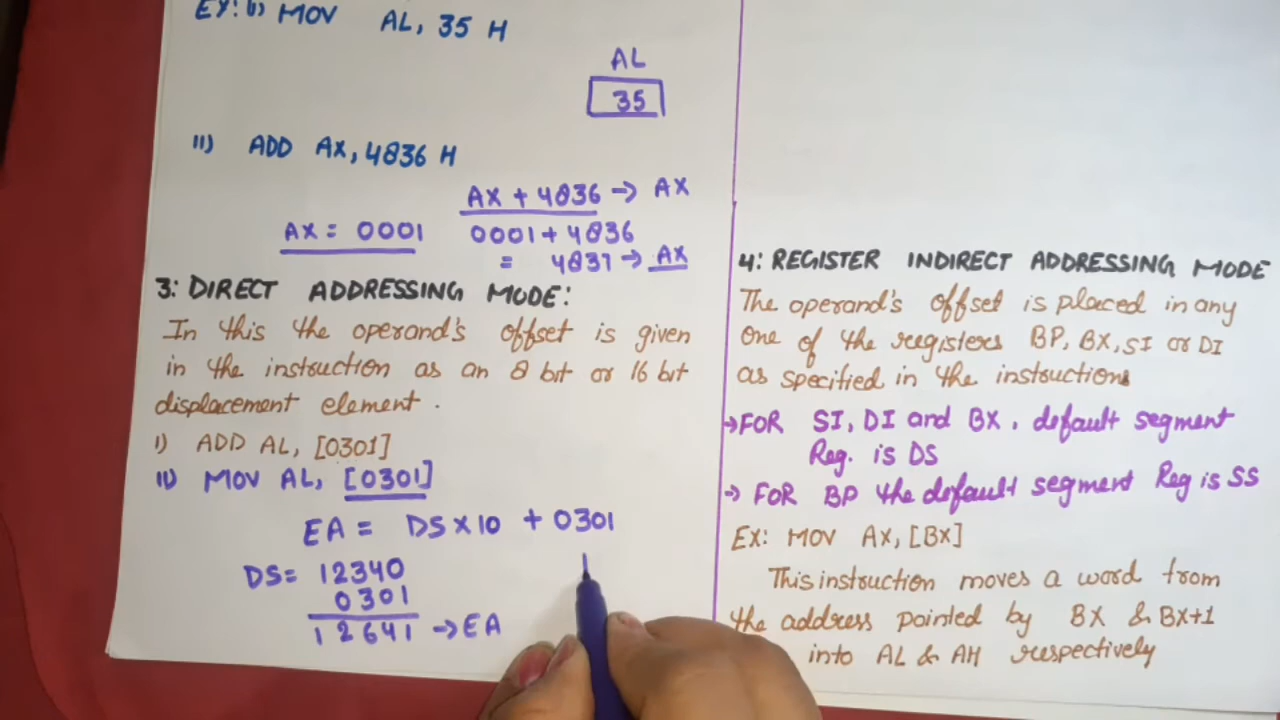 EX: i) MOV AL, 35 H
AL
35
ii) ADD AX, 4836 H
AX + 4836 → AX
AX = 0001
0001 + 4836
= 4837 → AX
3: DIRECT ADDRESSING MODE:
In this the operand's offset is given
in the instruction as an 8 bit or 16 bit
displacement element.
i) ADD AL, [0301]
ii) MOV AL, [0301]
EA = DS × 10 + 0301
DS = 12340
0301
12641 → EA
4: REGISTER INDIRECT ADDRESSING MODE
The operand's offset is placed in any
one of the registers BP, BX, SI or DI
as specified in the instructions
→ FOR SI, DI and BX, default segment
Reg. is DS
→ FOR BP the default segment Reg is SS
EX: MOV AX, [BX]
This instruction moves a word from
the address pointed by BX & BX+1
into AL & AH respectively